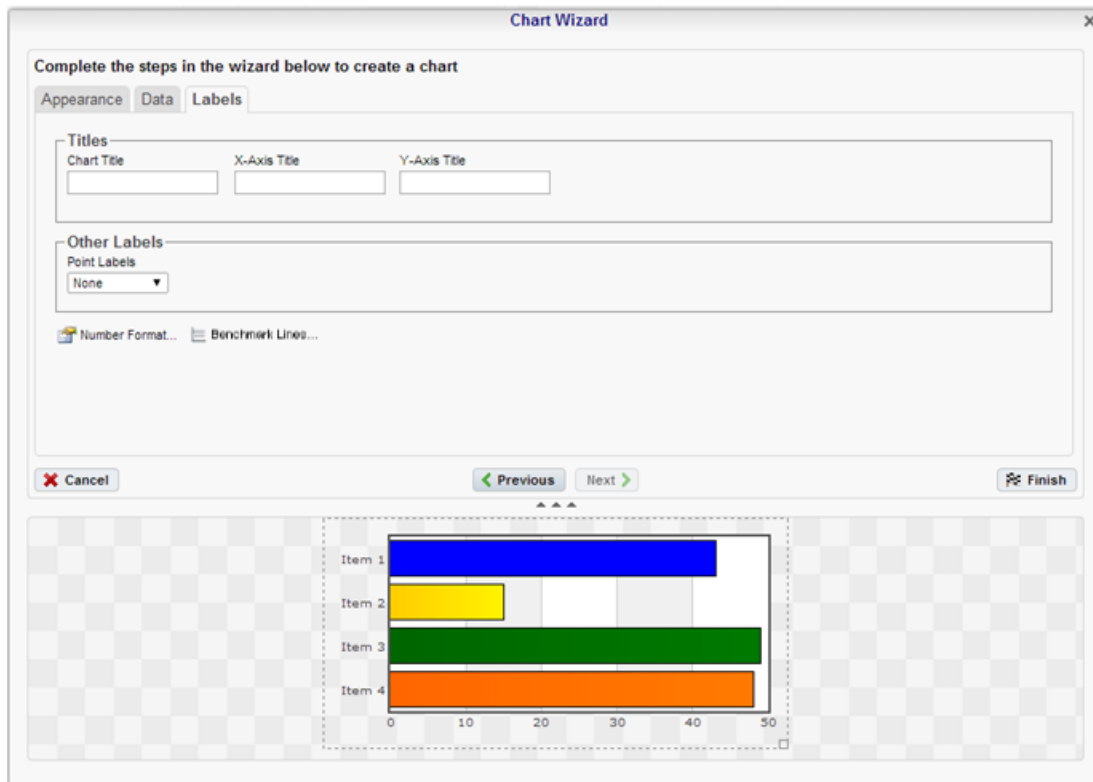 Chart Wizard
Complete the steps in the wizard below to create a chart
Appearance Data Labels
Titles
Chart Title X-Axis Title Y-Axis Title
Other Labels
Point Labels
None
Number Format... Benchmark Lines...
Cancel Previous Next Finish
Item 1
Item 2
Item 3
Item 4
0 10 20 30 40 50